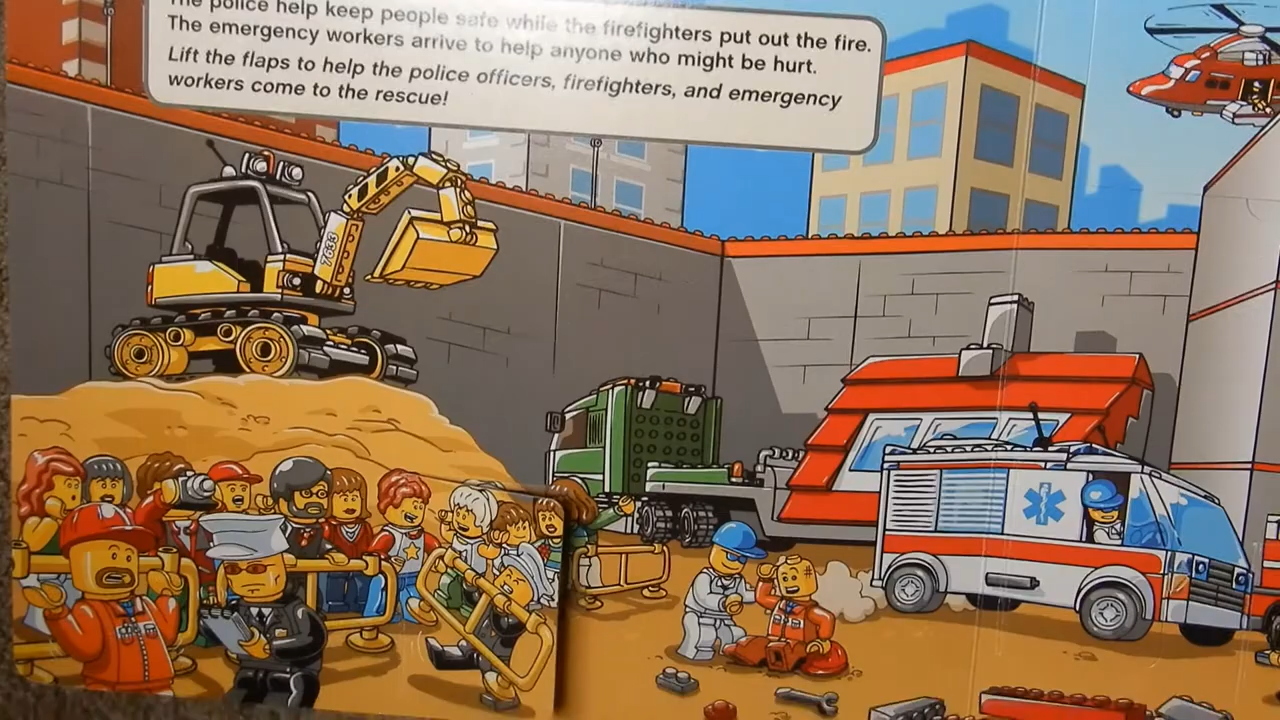 The police help keep people safe while the firefighters put out the fire.
The emergency workers arrive to help anyone who might be hurt.
Lift the flaps to help the police officers, firefighters, and emergency
workers come to the rescue!
7633